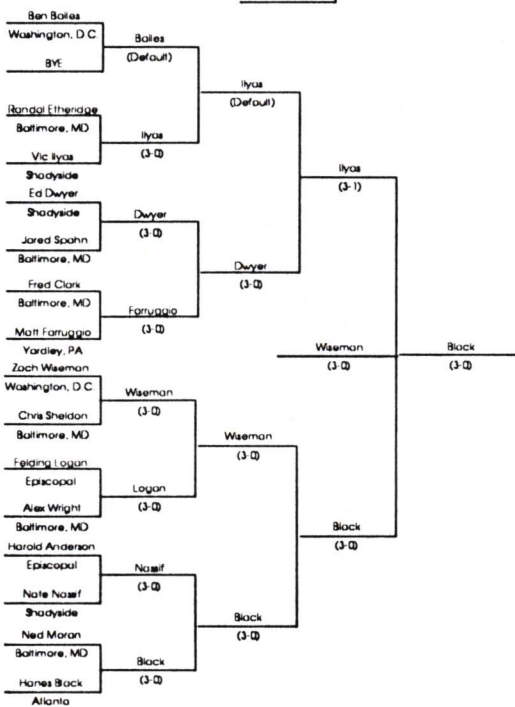 Ben Bailes
Washington, D.C.
BYE
Bailes
(Default)
Randal Etheridge
Baltimore, MD
Vic Ilyas
Shadyside
Ilyas
(3-0)
Ilyas
(Default)
Ed Dwyer
Shadyside
Jared Spahn
Baltimore, MD
Dwyer
(3-0)
Fred Clark
Baltimore, MD
Matt Farruggio
Yardley, PA
Farruggio
(3-0)
Dwyer
(3-0)
Ilyas
(3-1)
Zach Wiseman
Washington, D.C.
Chris Sheldon
Baltimore, MD
Wiseman
(3-0)
Felding Logan
Episcopal
Alex Wright
Baltimore, MD
Logan
(3-0)
Wiseman
(3-0)
Harold Anderson
Episcopal
Nate Nassif
Shadyside
Nassif
(3-0)
Ned Moran
Baltimore, MD
Hanes Black
Atlanta
Black
(3-0)
Black
(3-0)
Black
(3-0)
Wiseman
(3-0)
Black
(3-0)